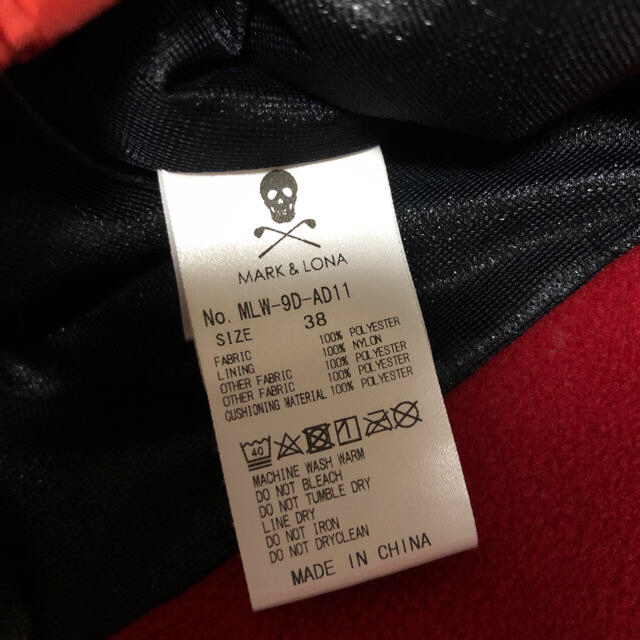 MARK & LONA
No. MLW-9D-AD11
SIZE 38
FABRIC 100% POLYESTER
LINING 100% NYLON
OTHER FABRIC 100% POLYESTER
OTHER FABRIC 100% POLYESTER
CUSHIONING MATERIAL 100% POLYESTER
40
MACHINE WASH WARM
DO NOT BLEACH
DO NOT TUMBLE DRY
LINE DRY
DO NOT IRON
DO NOT DRYCLEAN
MADE IN CHINA